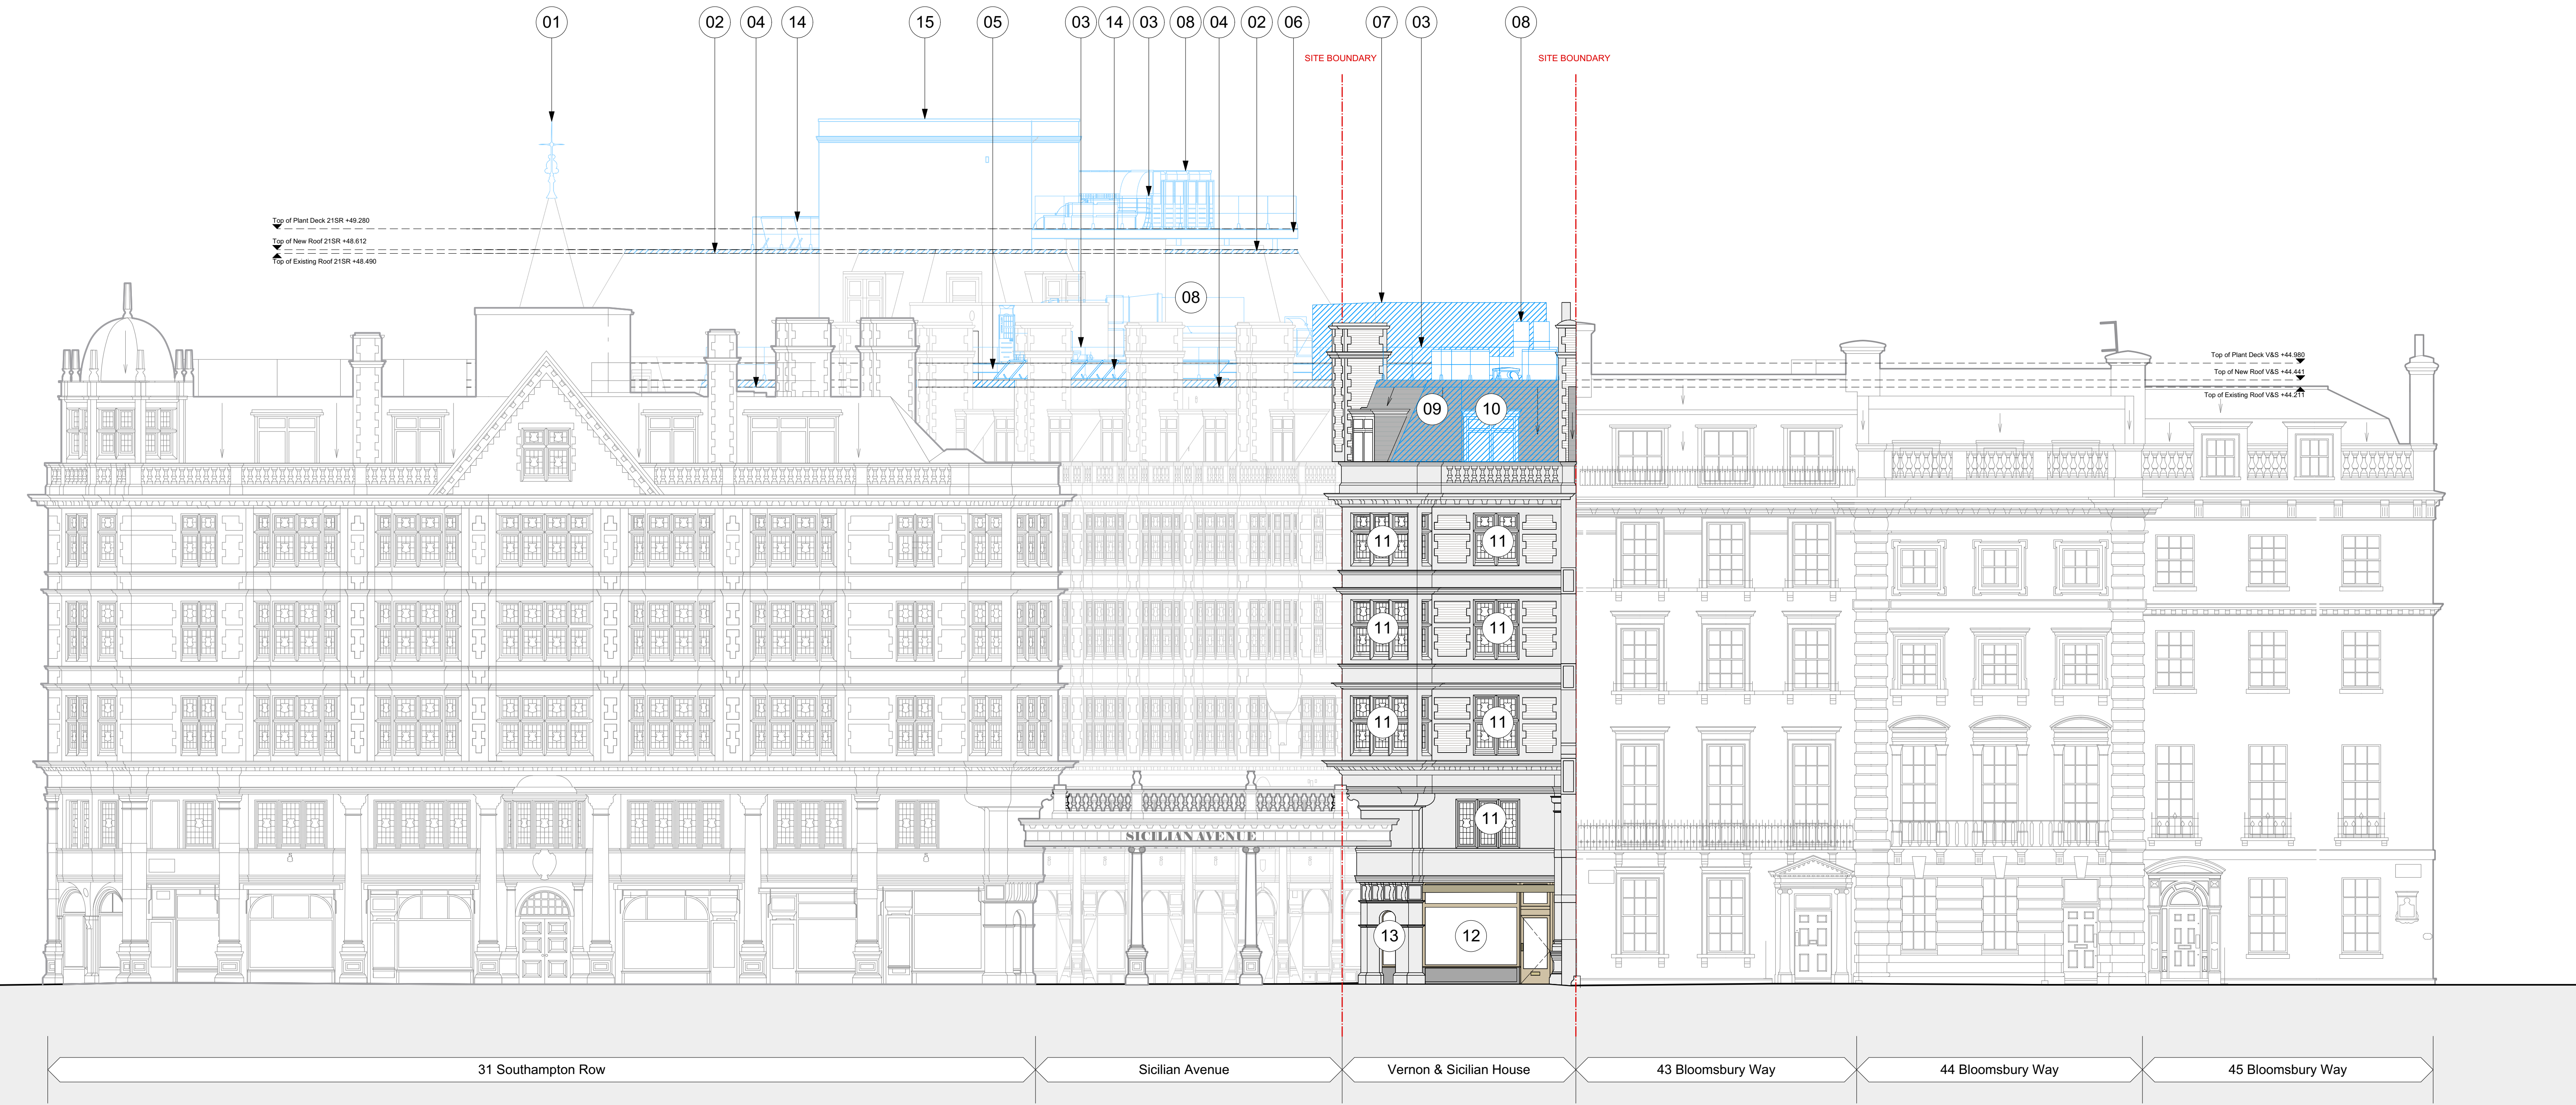 01 02 04 14 15 05 03 14 03 08 04 02 06 07 03 08
SITE BOUNDARY SITE BOUNDARY
Top of Plant Deck 21SR +49.280
Top of New Roof 21SR +48.612
Top of Existing Roof 21SR +48.490
08
Top of Plant Deck V&S +44.980
Top of New Roof V&S +44.441
Top of Existing Roof V&S +44.211
09 10
11 11
11 11
11 11
11
SICILIAN AVENUE
13 12
31 Southampton Row Sicilian Avenue Vernon & Sicilian House 43 Bloomsbury Way 44 Bloomsbury Way 45 Bloomsbury Way